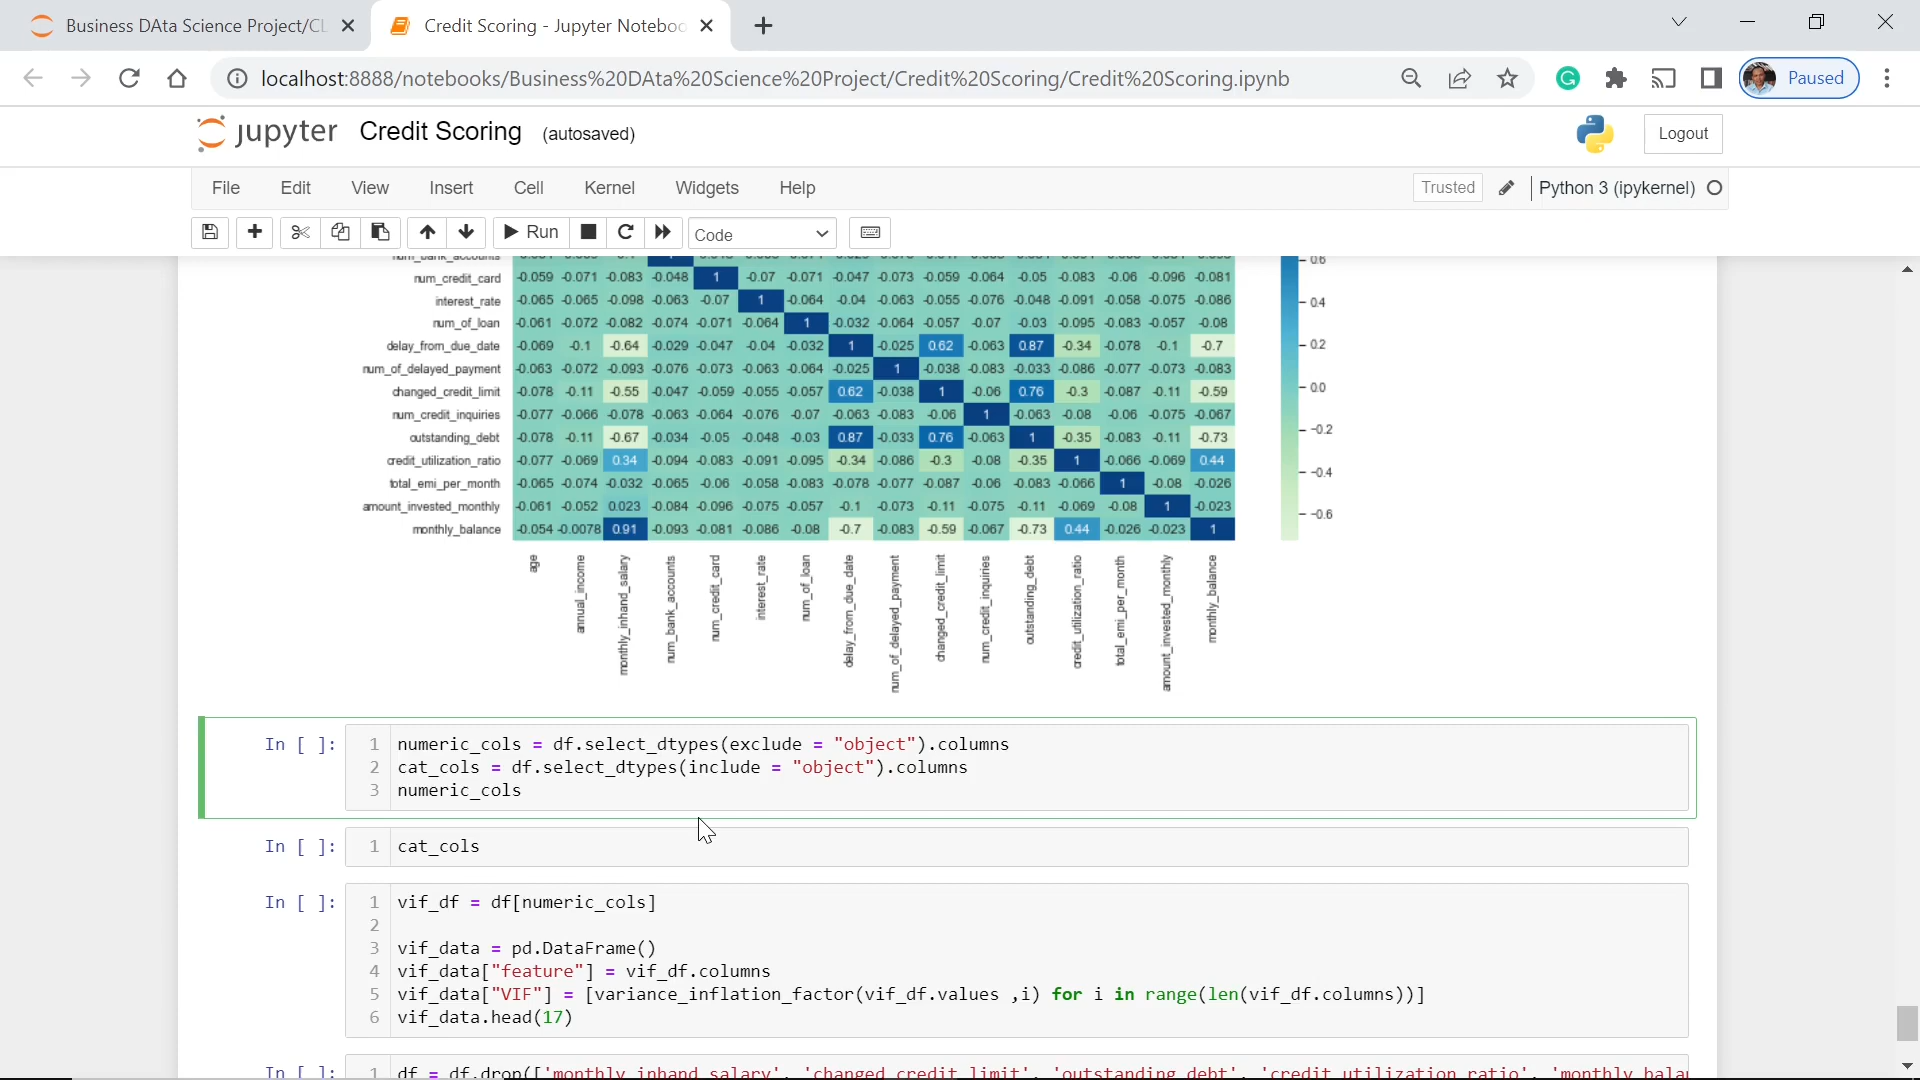 Business DAta Science Project/CL
Credit Scoring - Jupyter Noteboo
localhost:8888/notebooks/Business%20DAta%20Science%20Project/Credit%20Scoring/Credit%20Scoring.ipynb
Paused
jupyter Credit Scoring (autosaved)
Logout
File Edit View Insert Cell Kernel Widgets Help
Trusted Python 3 (ipykernel)
Run Code
num_bank_accounts
num_credit_card -0.059 -0.071 -0.083 -0.048 1 -0.07 -0.071 -0.047 -0.073 -0.059 -0.064 -0.05 -0.083 -0.06 -0.096 -0.081
interest_rate -0.065 -0.065 -0.098 -0.063 -0.07 1 -0.064 -0.04 -0.063 -0.055 -0.076 -0.048 -0.091 -0.058 -0.075 -0.086
num_of_loan -0.061 -0.072 -0.082 -0.074 -0.071 -0.064 1 -0.032 -0.064 -0.057 -0.07 -0.03 -0.095 -0.083 -0.057 -0.08
delay_from_due_date -0.069 -0.1 -0.64 -0.029 -0.047 -0.04 -0.032 1 -0.025 0.62 -0.063 0.87 -0.34 -0.078 -0.1 -0.7
num_of_delayed_payment -0.063 -0.072 -0.093 -0.076 -0.073 -0.063 -0.064 -0.025 1 -0.038 -0.083 -0.033 -0.086 -0.077 -0.073 -0.083
changed_credit_limit -0.078 -0.11 -0.55 -0.047 -0.059 -0.055 -0.057 0.62 -0.038 1 -0.06 0.76 -0.3 -0.087 -0.11 -0.59
num_credit_inquiries -0.077 -0.066 -0.078 -0.063 -0.064 -0.076 -0.07 -0.063 -0.083 -0.06 1 -0.063 -0.08 -0.06 -0.075 -0.067
outstanding_debt -0.078 -0.11 -0.67 -0.034 -0.05 -0.048 -0.03 0.87 -0.033 0.76 -0.063 1 -0.35 -0.083 -0.11 -0.73
credit_utilization_ratio -0.077 -0.069 0.34 -0.094 -0.083 -0.091 -0.095 -0.34 -0.086 -0.3 -0.08 -0.35 1 -0.066 -0.069 0.44
total_emi_per_month -0.065 -0.074 -0.032 -0.065 -0.06 -0.058 -0.083 -0.078 -0.077 -0.087 -0.06 -0.083 -0.066 1 -0.08 -0.026
amount_invested_monthly -0.061 -0.052 0.023 -0.084 -0.096 -0.075 -0.057 -0.1 -0.073 -0.11 -0.075 -0.11 -0.069 -0.08 1 -0.023
monthly_balance -0.054 -0.0078 0.91 -0.093 -0.081 -0.086 -0.08 -0.7 -0.083 -0.59 -0.067 -0.73 0.44 -0.026 -0.023 1
0.6
0.4
0.2
0.0
-0.2
-0.4
-0.6
age
annual_income
monthly_inhand_salary
num_bank_accounts
num_credit_card
interest_rate
num_of_loan
delay_from_due_date
num_of_delayed_payment
changed_credit_limit
num_credit_inquiries
outstanding_debt
credit_utilization_ratio
total_emi_per_month
amount_invested_monthly
monthly_balance
In [ ]: 1 numeric_cols = df.select_dtypes(exclude = "object").columns
2 cat_cols = df.select_dtypes(include = "object").columns
3 numeric_cols
In [ ]: 1 cat_cols
In [ ]: 1 vif_df = df[numeric_cols]
2
3 vif_data = pd.DataFrame()
4 vif_data["feature"] = vif_df.columns
5 vif_data["VIF"] = [variance_inflation_factor(vif_df.values ,i) for i in range(len(vif_df.columns))]
6 vif_data.head(17)
In [ ]: 1 df = df.drop(['monthly_inhand_salary', 'changed_credit_limit', 'outstanding_debt', 'credit_utilization_ratio', 'monthly_balan